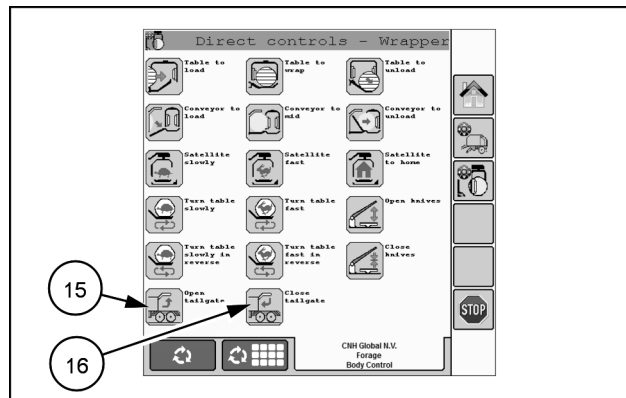 Direct controls - Wrapper
Table to
load
Table to
wrap
Table to
unload
Conveyor to
load
Conveyor to
mid
Conveyor to
unload
Satellite
slowly
Satellite
fast
Satellite
to home
Turn table
slowly
Turn table
fast
Open knives
Turn table
slowly in
reverse
Turn table
fast in
reverse
Close
knives
15
Open
tailgate
Close
tailgate
STOP
16
CNH Global N.V.
Forage
Body Control